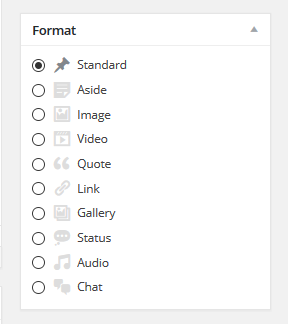 Format
Standard
Aside
Image
Video
Quote
Link
Gallery
Status
Audio
Chat